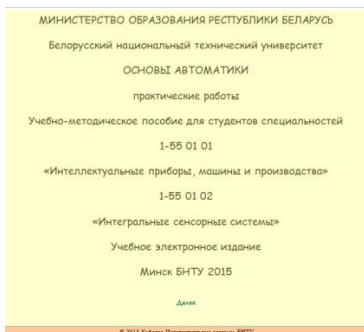 МИНИСТЕРСТВО ОБРАЗОВАНИЯ РЕСПУБЛИКИ БЕЛАРУСЬ
Белорусский национальный технический университет
ОСНОВЫ АВТОМАТИКИ
практические работы
Учебно-методическое пособие для студентов специальностей
1-55 01 01
«Интеллектуальные приборы, машины и производства»
1-55 01 02
«Интегральные сенсорные системы»
Учебное электронное издание
Минск БНТУ 2015
Далее